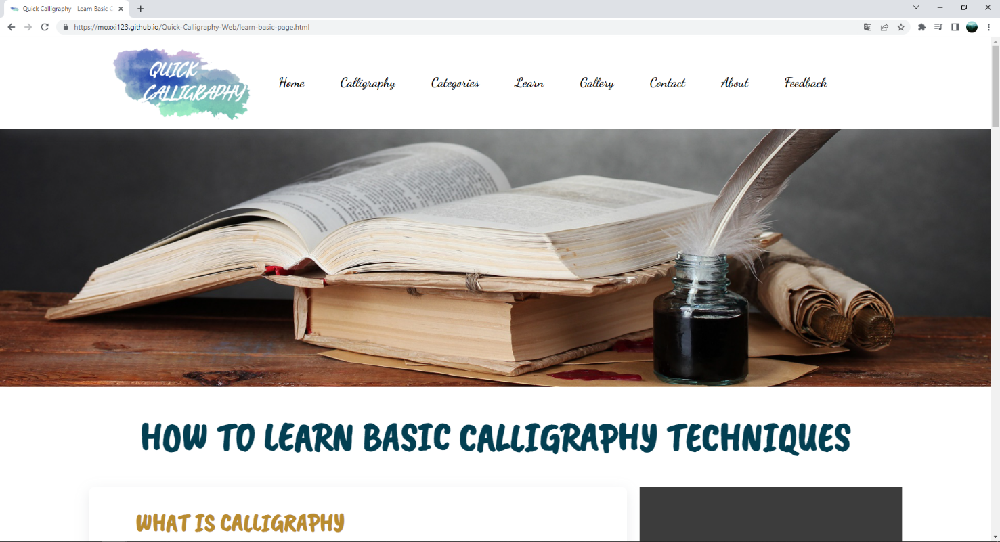 Quick Calligraphy - Learn Basic C
https://moxxi123.github.io/Quick-Calligraphy-Web/learn-basic-page.html
QUICK
CALLIGRAPHY
Home Calligraphy Categories Learn Gallery Contact About Feedback
HOW TO LEARN BASIC CALLIGRAPHY TECHNIQUES
WHAT IS CALLIGRAPHY